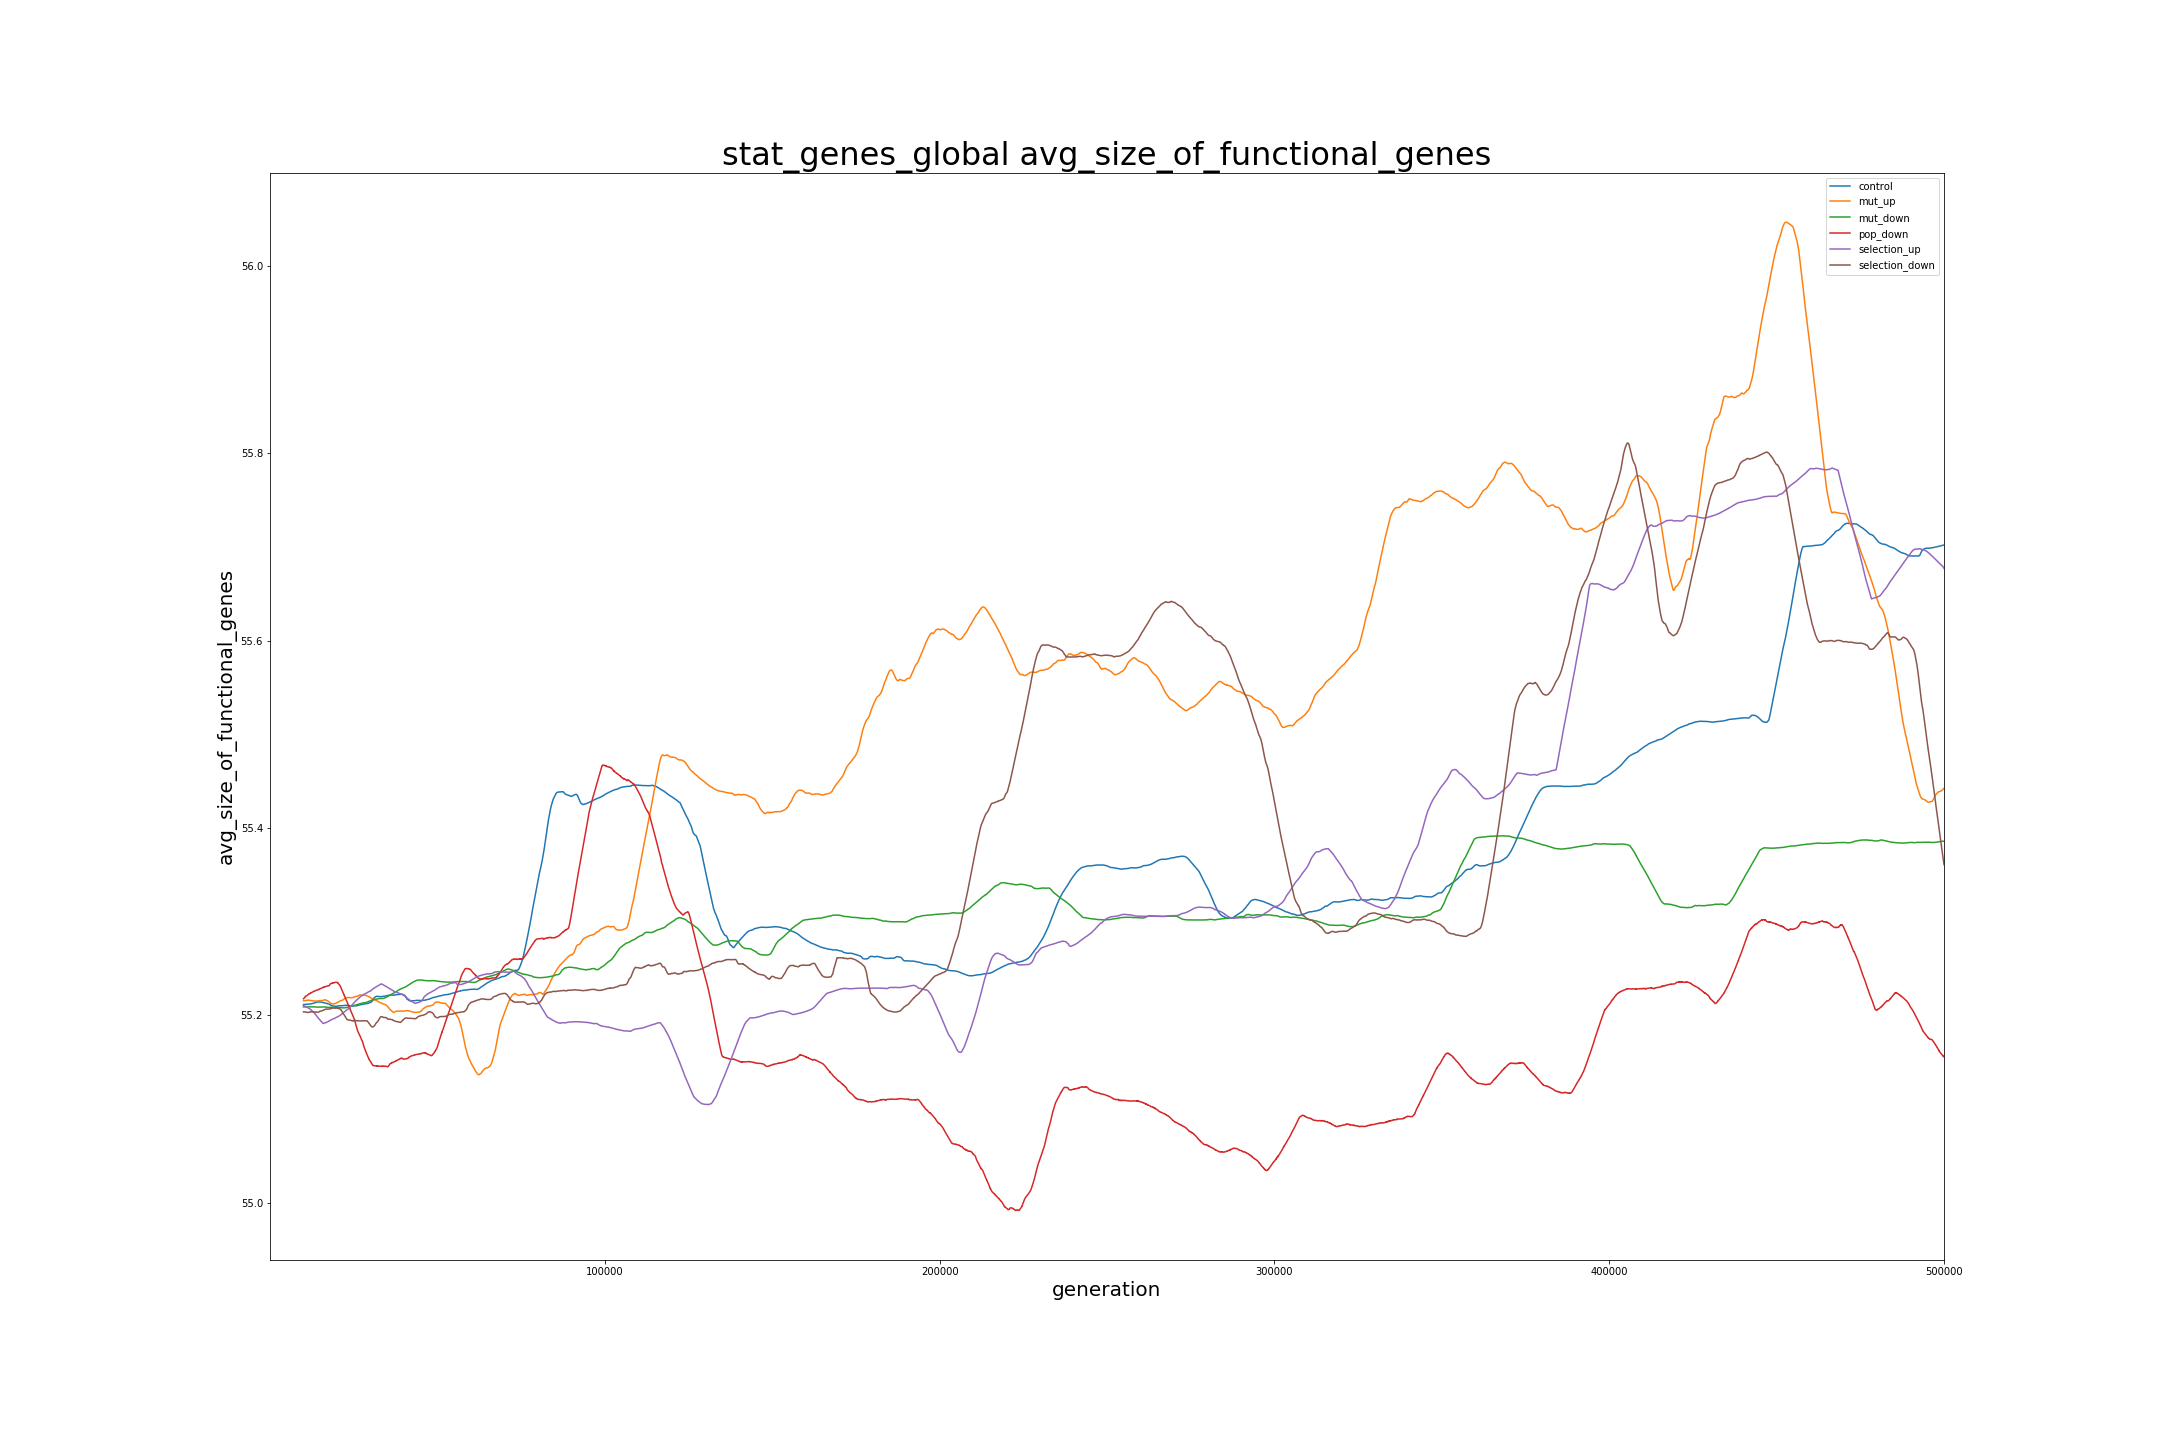 stat_genes_global avg_size_of_functional_genes
control
mut_up
mut_down
pop_down
selection_up
selection_down
56.0
55.8
55.6
55.4
55.2
55.0
avg_size_of_functional_genes
100000 200000 300000 400000 500000
generation